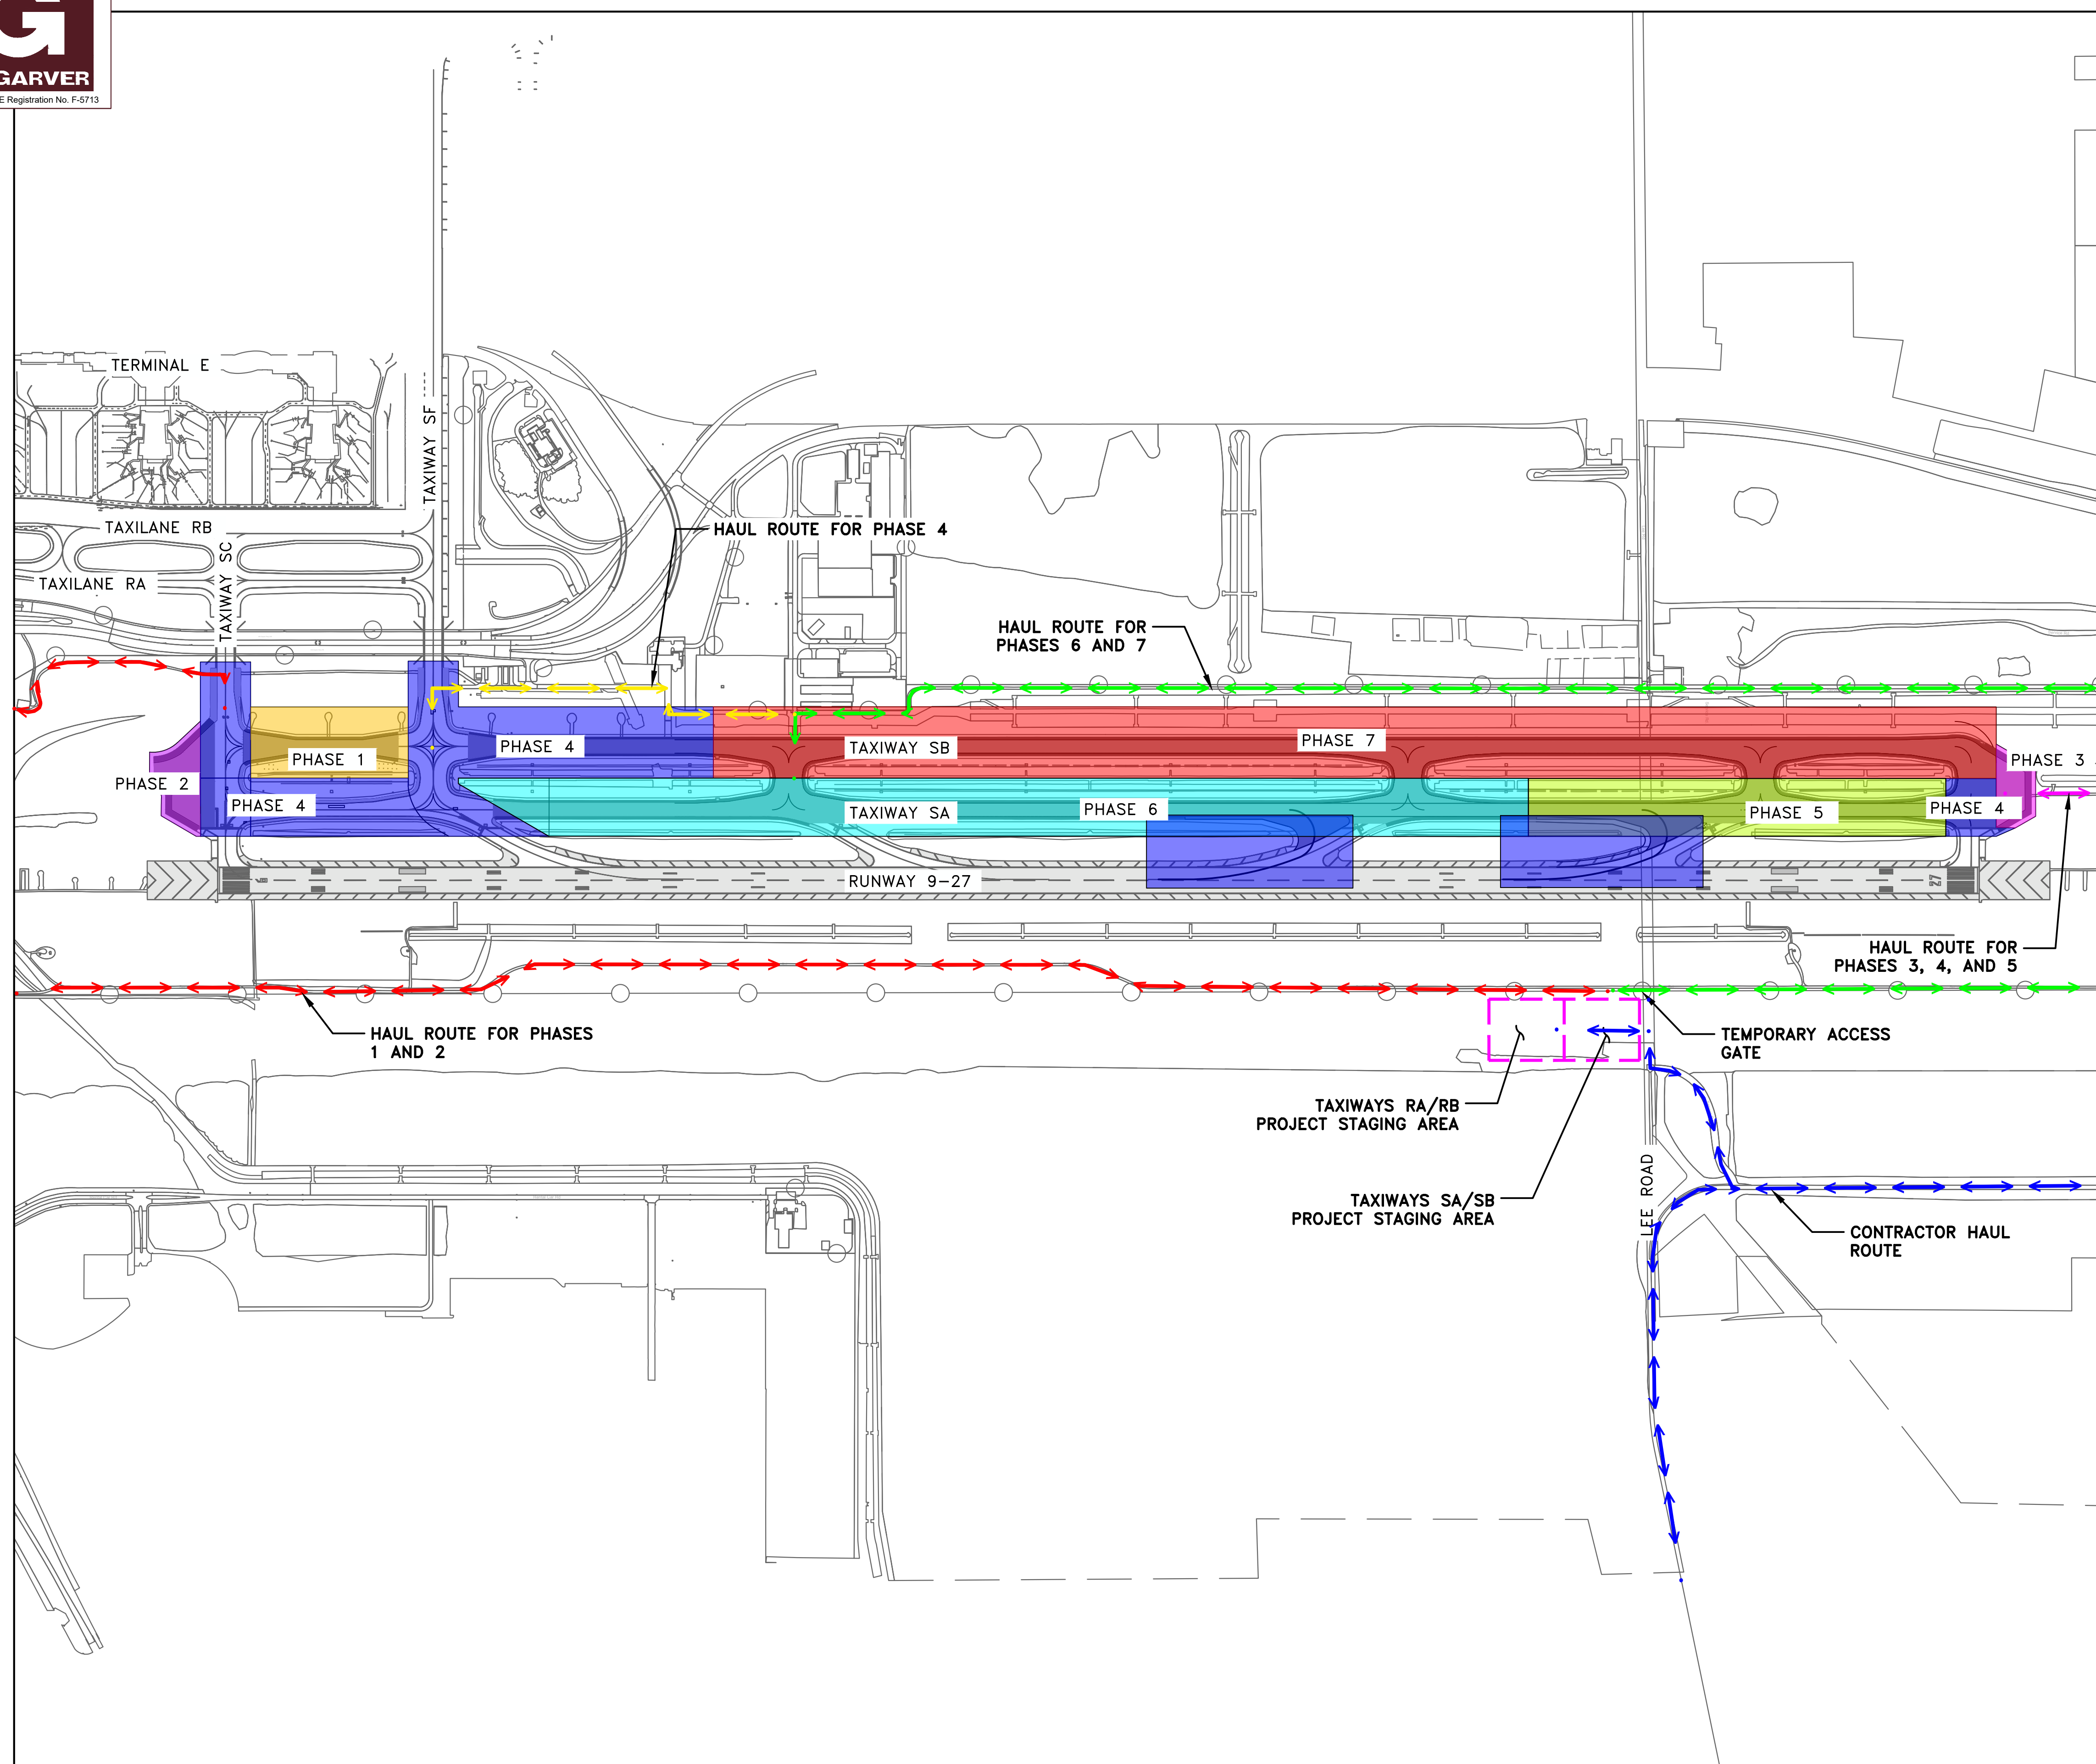 G
GARVER
E Registration No. F-5713
TERMINAL E
TAXIWAY SF
TAXILANE RB
HAUL ROUTE FOR PHASE 4
TAXIWAY SC
TAXILANE RA
HAUL ROUTE FOR
PHASES 6 AND 7
PHASE 1
PHASE 4
TAXIWAY SB
PHASE 7
PHASE 3
PHASE 2
PHASE 4
TAXIWAY SA
PHASE 6
PHASE 5
PHASE 4
RUNWAY 9-27
27
HAUL ROUTE FOR
PHASES 3, 4, AND 5
HAUL ROUTE FOR PHASES
1 AND 2
TEMPORARY ACCESS
GATE
TAXIWAYS RA/RB
PROJECT STAGING AREA
TAXIWAYS SA/SB
PROJECT STAGING AREA
LEE ROAD
CONTRACTOR HAUL
ROUTE